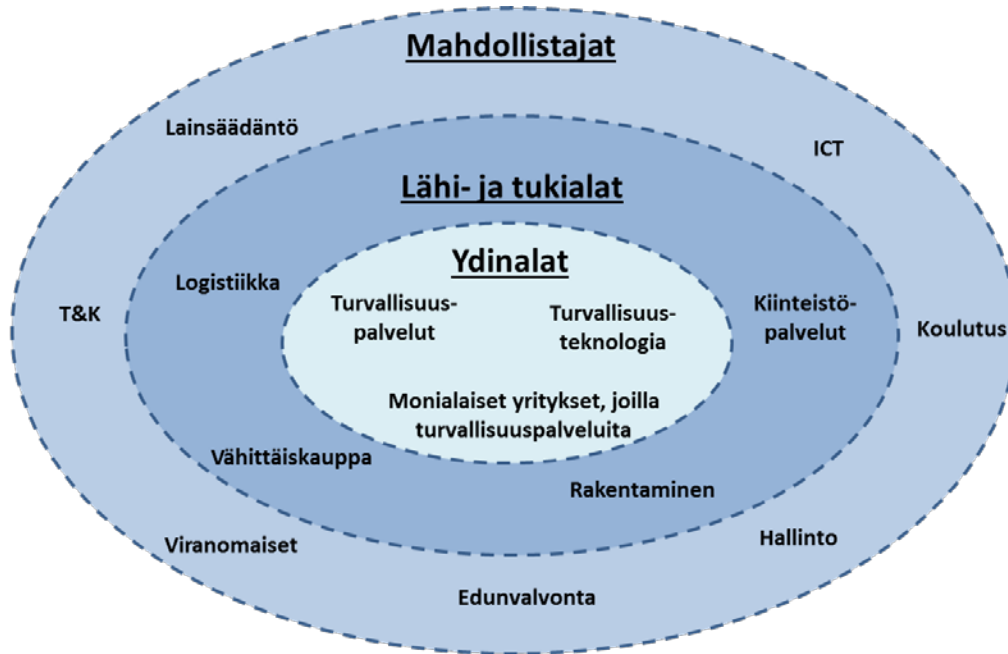 Mahdollistajat
Lainsäädäntö
ICT
Lähi- ja tukialat
Ydinalat
Logistiikka
Turvallisuus-
palvelut
Turvallisuus-
teknologia
Kiinteistö-
palvelut
T&K
Koulutus
Monialaiset yritykset, joilla
turvallisuuspalveluita
Vähittäiskauppa
Rakentaminen
Viranomaiset
Hallinto
Edunvalvonta